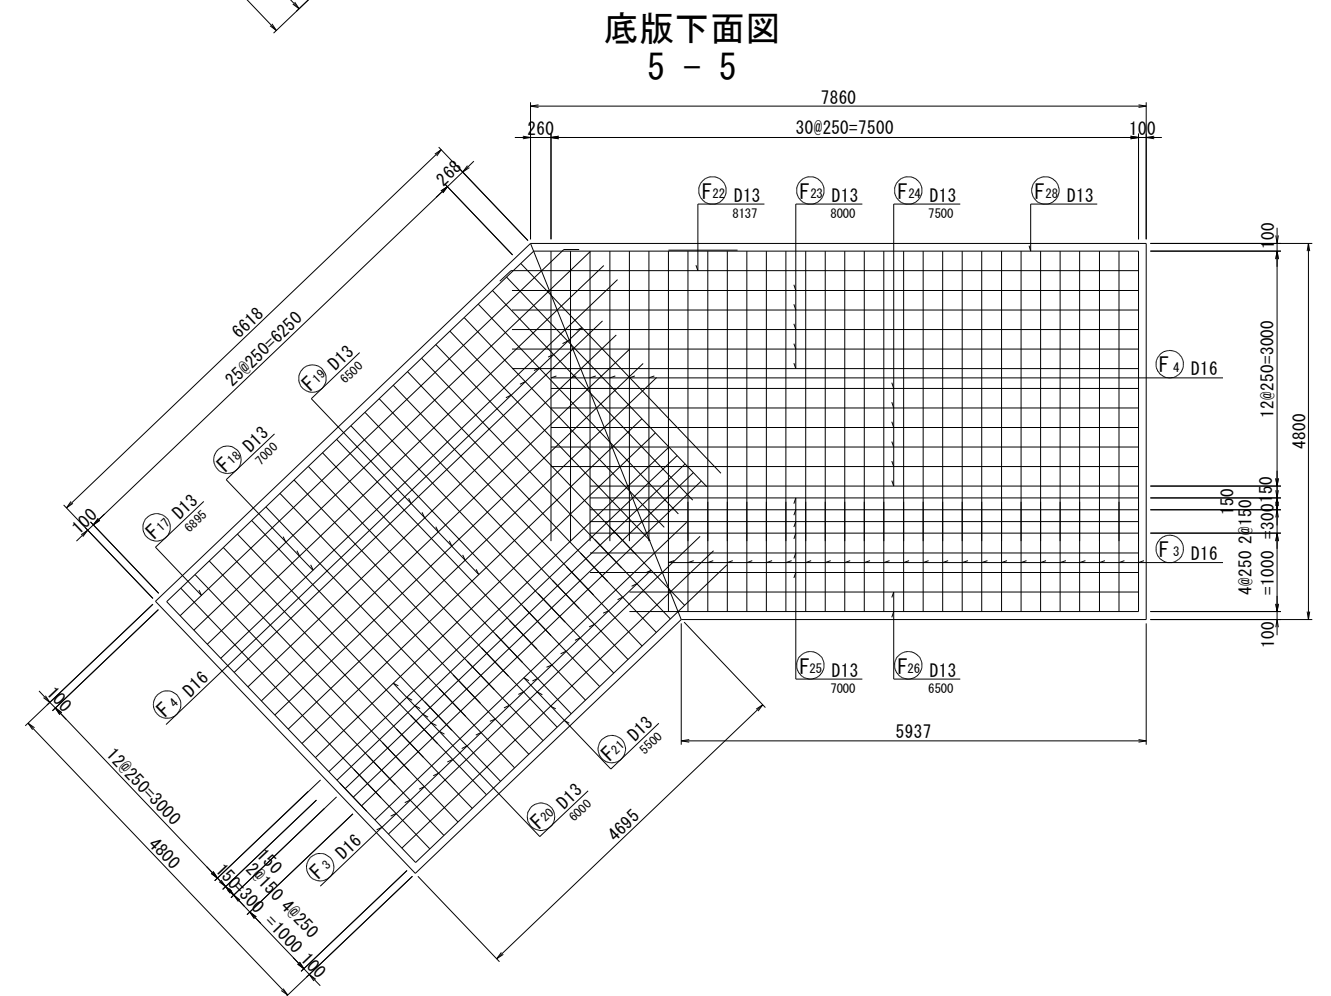 底版下面図
5 - 5
7860
260 30@250=7500 100
F22 D13
8137
F23 D13
8000
F24 D13
7500
F28 D13
268
6618
25@250=6250
100
F19 D13
6500
F18 D13
7000
F17 D13
6895
100
12@250=3000
4800
150
150
2@150
=300
4@250
=1000
100
F4 D16
F3 D16
F25 D13
7000
F26 D13
6500
5937
F4 D16
F3 D16
100
12@250=3000
4800
150
150
2@150
=300
4@250
=1000
100
F21 D13
5500
F20 D13
6000
4695